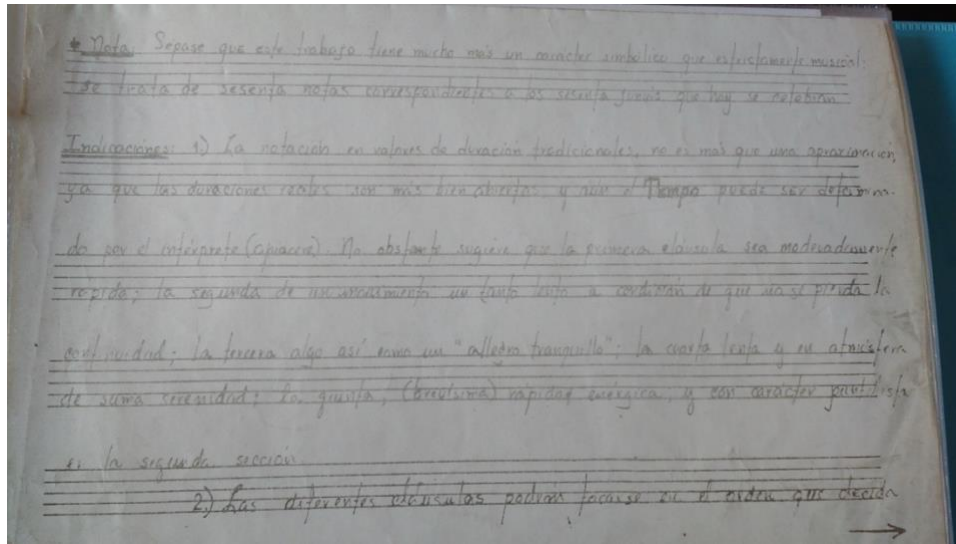 * Nota: Sépase que este trabajo tiene mucho más un carácter simbólico que estrictamente musical:
se trata de sesenta notas correspondientes a los sesenta que hoy se celebran
Indicaciones: 1) La notación en valores de duración tradicionales, no es más que una aproximación,
ya que las duraciones reales son más bien abiertas y aún el Tiempo puede ser determina-
do por el intérprete (a piacere). No obstante sugiere que la primera cláusula sea moderadamente
rápida; la segunda de un movimiento un tanto lento a condición de que no se pierda la
continuidad; la tercera algo así como un "allegro tranquillo"; la cuarta lenta y en atmósfera
de suma serenidad; la quinta, (brevísima) rápida y enérgica, y con carácter puntillista
en la segunda sección.
2) Las diferentes cláusulas podrán tocarse en el orden que decida
→